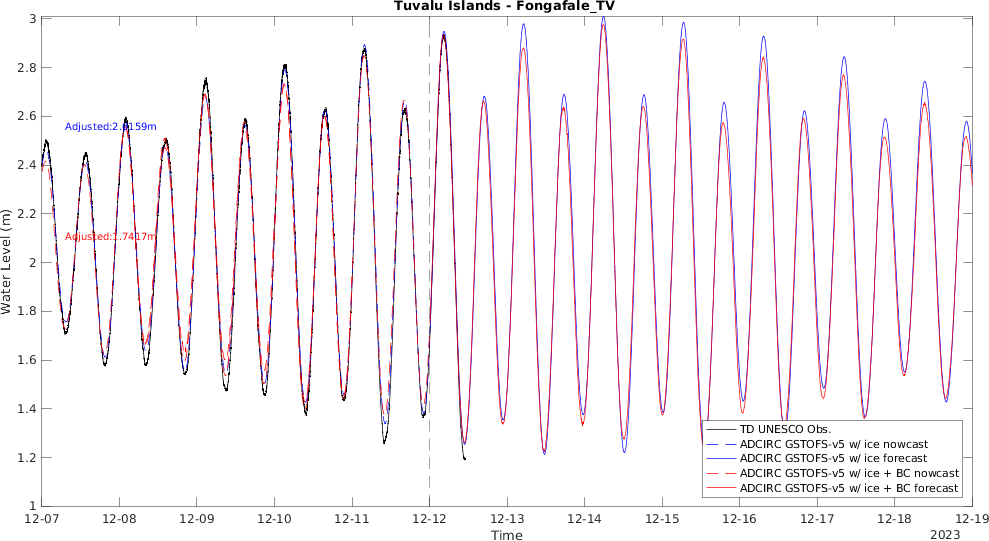 Tuvalu Islands - Fongafale_TV
3
2.8
2.6
2.4
2.2
2
1.8
1.6
1.4
1.2
1
Water Level (m)
Adjusted:
Adjusted:
TD UNESCO Obs.
ADCIRC GSTOFS-v5 w/ ice nowcast
ADCIRC GSTOFS-v5 w/ ice forecast
ADCIRC GSTOFS-v5 w/ ice + BC nowcast
ADCIRC GSTOFS-v5 w/ ice + BC forecast
12-07 12-08 12-09 12-10 12-11 12-12 12-13 12-14 12-15 12-16 12-17 12-18 12-19
Time
2023